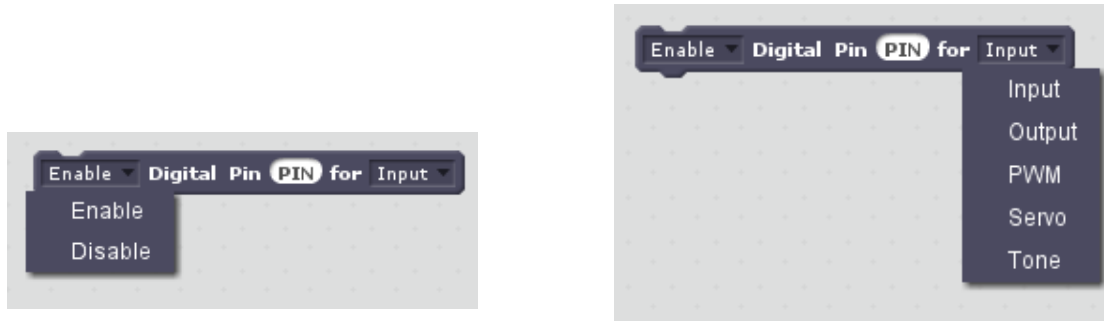 Enable Digital Pin PIN for Input
Enable
Disable
Enable Digital Pin PIN for Input
Input
Output
PWM
Servo
Tone